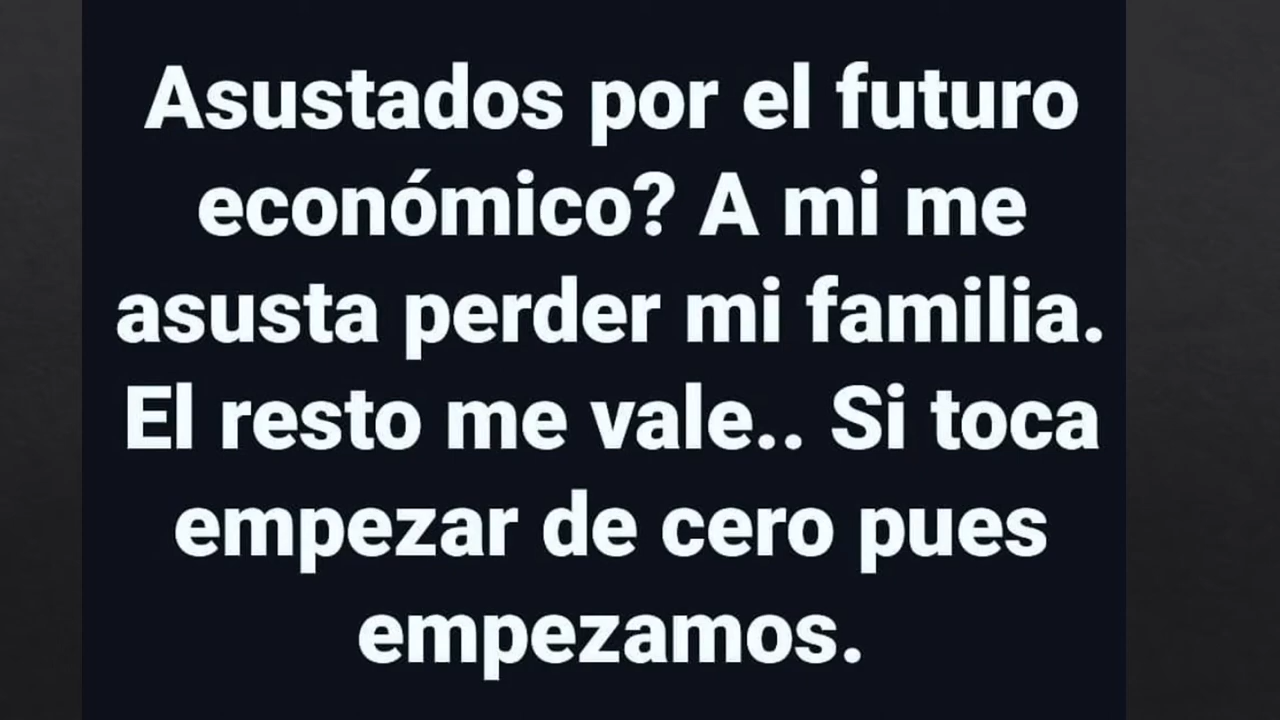 Asustados por el futuro
económico? A mi me
asusta perder mi familia.
El resto me vale.. Si toca
empezar de cero pues
empezamos.